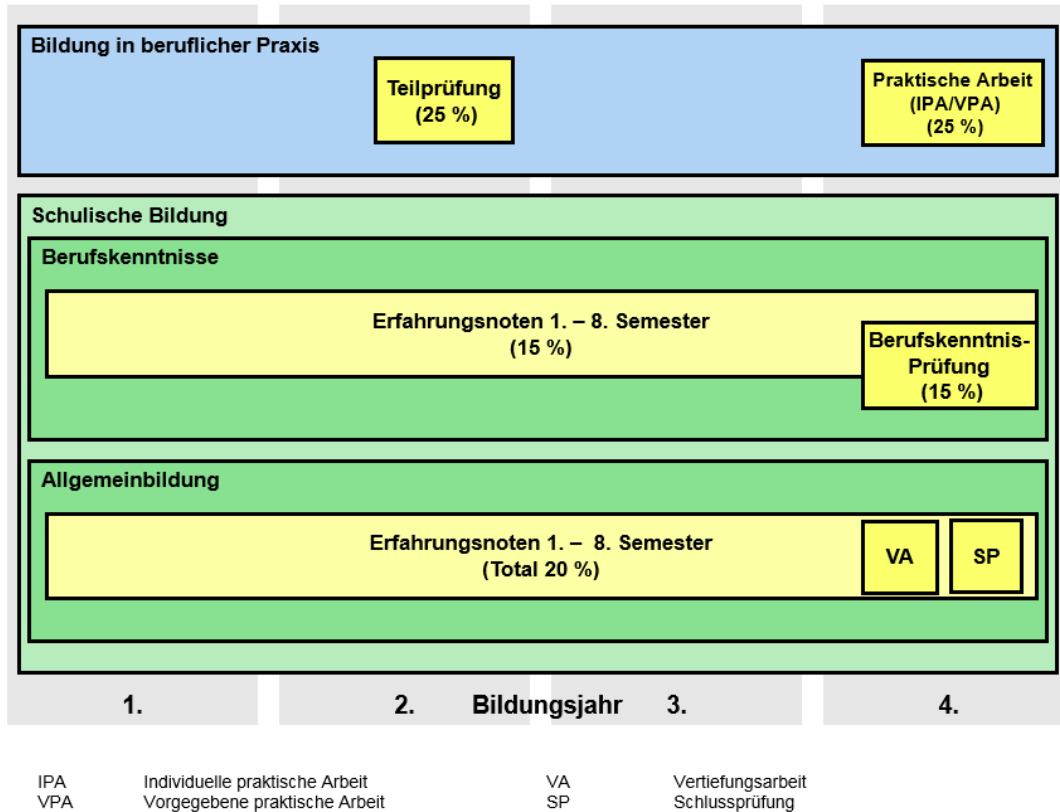 Bildung in beruflicher Praxis
Teilprüfung
(25 %)
Praktische Arbeit
(IPA/VPA)
(25 %)
Schulische Bildung
Berufskenntnisse
Erfahrungsnoten 1. – 8. Semester
(15 %)
Berufskenntnis-
Prüfung
(15 %)
Allgemeinbildung
Erfahrungsnoten 1. – 8. Semester
(Total 20 %)
VA
SP
1. 2. Bildungsjahr 3. 4.
IPA Individuelle praktische Arbeit VA Vertiefungsarbeit
VPA Vorgegebene praktische Arbeit SP Schlussprüfung